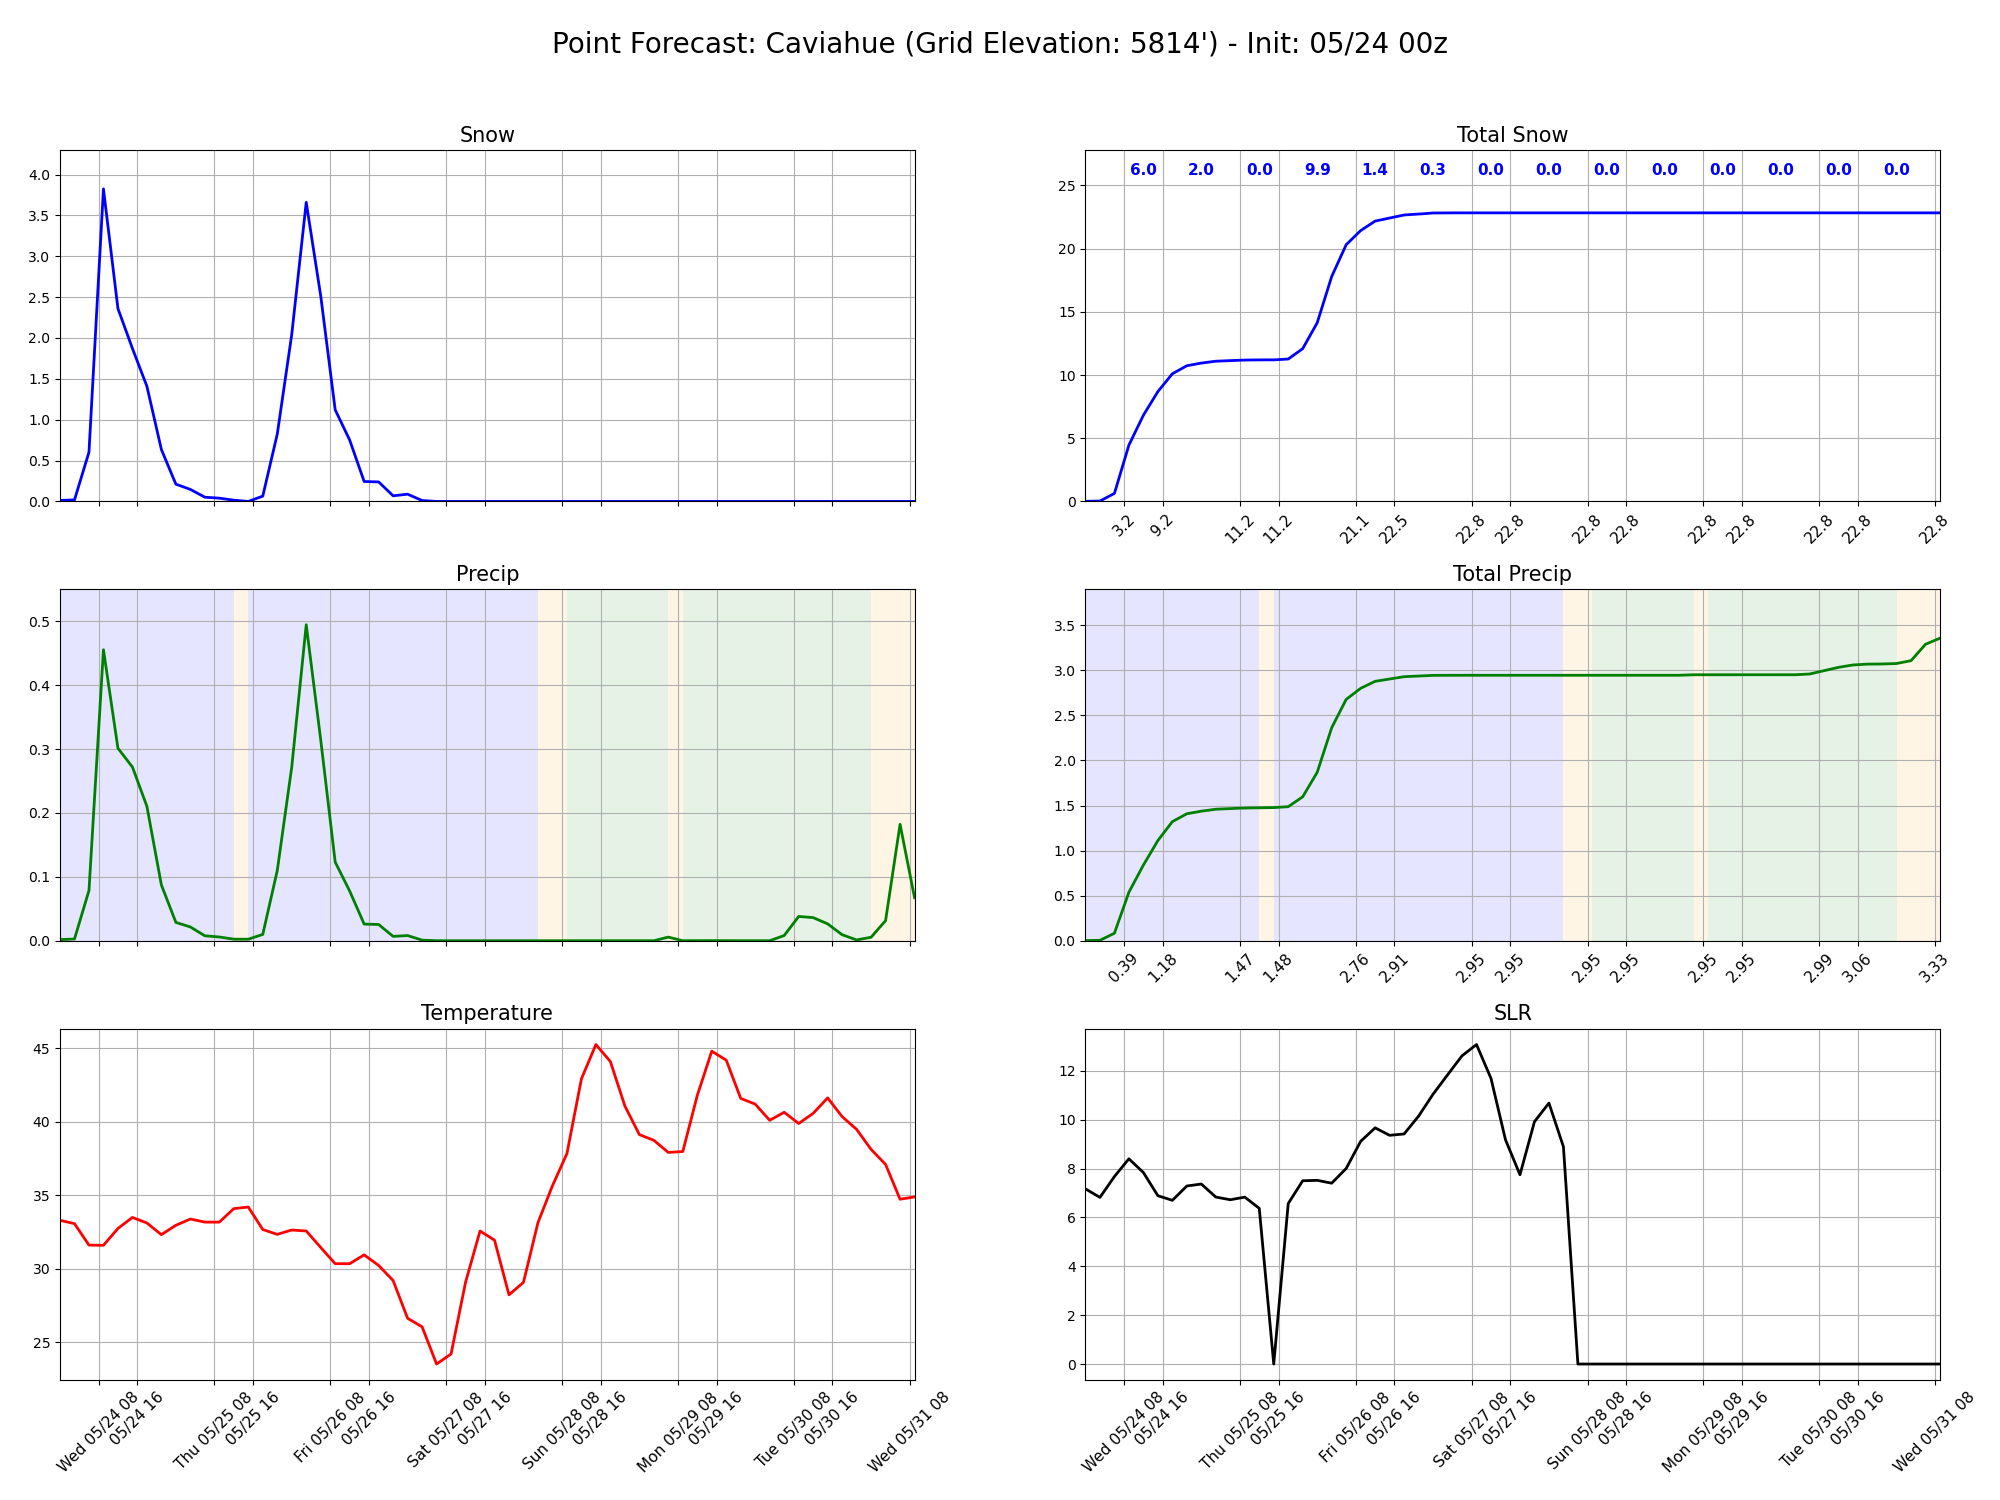 Point Forecast: Caviahue (Grid Elevation: 5814') - Init: 05/24 00z
Snow
4.0
3.5
3.0
2.5
2.0
1.5
1.0
0.5
0.0
Total Snow
6.0 2.0 0.0 9.9 1.4 0.3 0.0 0.0 0.0 0.0 0.0 0.0 0.0 0.0
25
20
15
10
5
0
3.2 9.2 11.2 11.2 21.1 22.5 22.8 22.8 22.8 22.8 22.8 22.8 22.8 22.8 22.8
Precip
0.5
0.4
0.3
0.2
0.1
0.0
Total Precip
3.5
3.0
2.5
2.0
1.5
1.0
0.5
0.0
0.39 1.18 1.47 1.48 2.76 2.91 2.95 2.95 2.95 2.95 2.95 2.95 2.99 3.06 3.33
Temperature
45
40
35
30
25
Wed 05/24 08
05/24 16
Thu 05/25 08
05/25 16
Fri 05/26 08
05/26 16
Sat 05/27 08
05/27 16
Sun 05/28 08
05/28 16
Mon 05/29 08
05/29 16
Tue 05/30 08
05/30 16
Wed 05/31 08
SLR
12
10
8
6
4
2
0
Wed 05/24 08
05/24 16
Thu 05/25 08
05/25 16
Fri 05/26 08
05/26 16
Sat 05/27 08
05/27 16
Sun 05/28 08
05/28 16
Mon 05/29 08
05/29 16
Tue 05/30 08
05/30 16
Wed 05/31 08